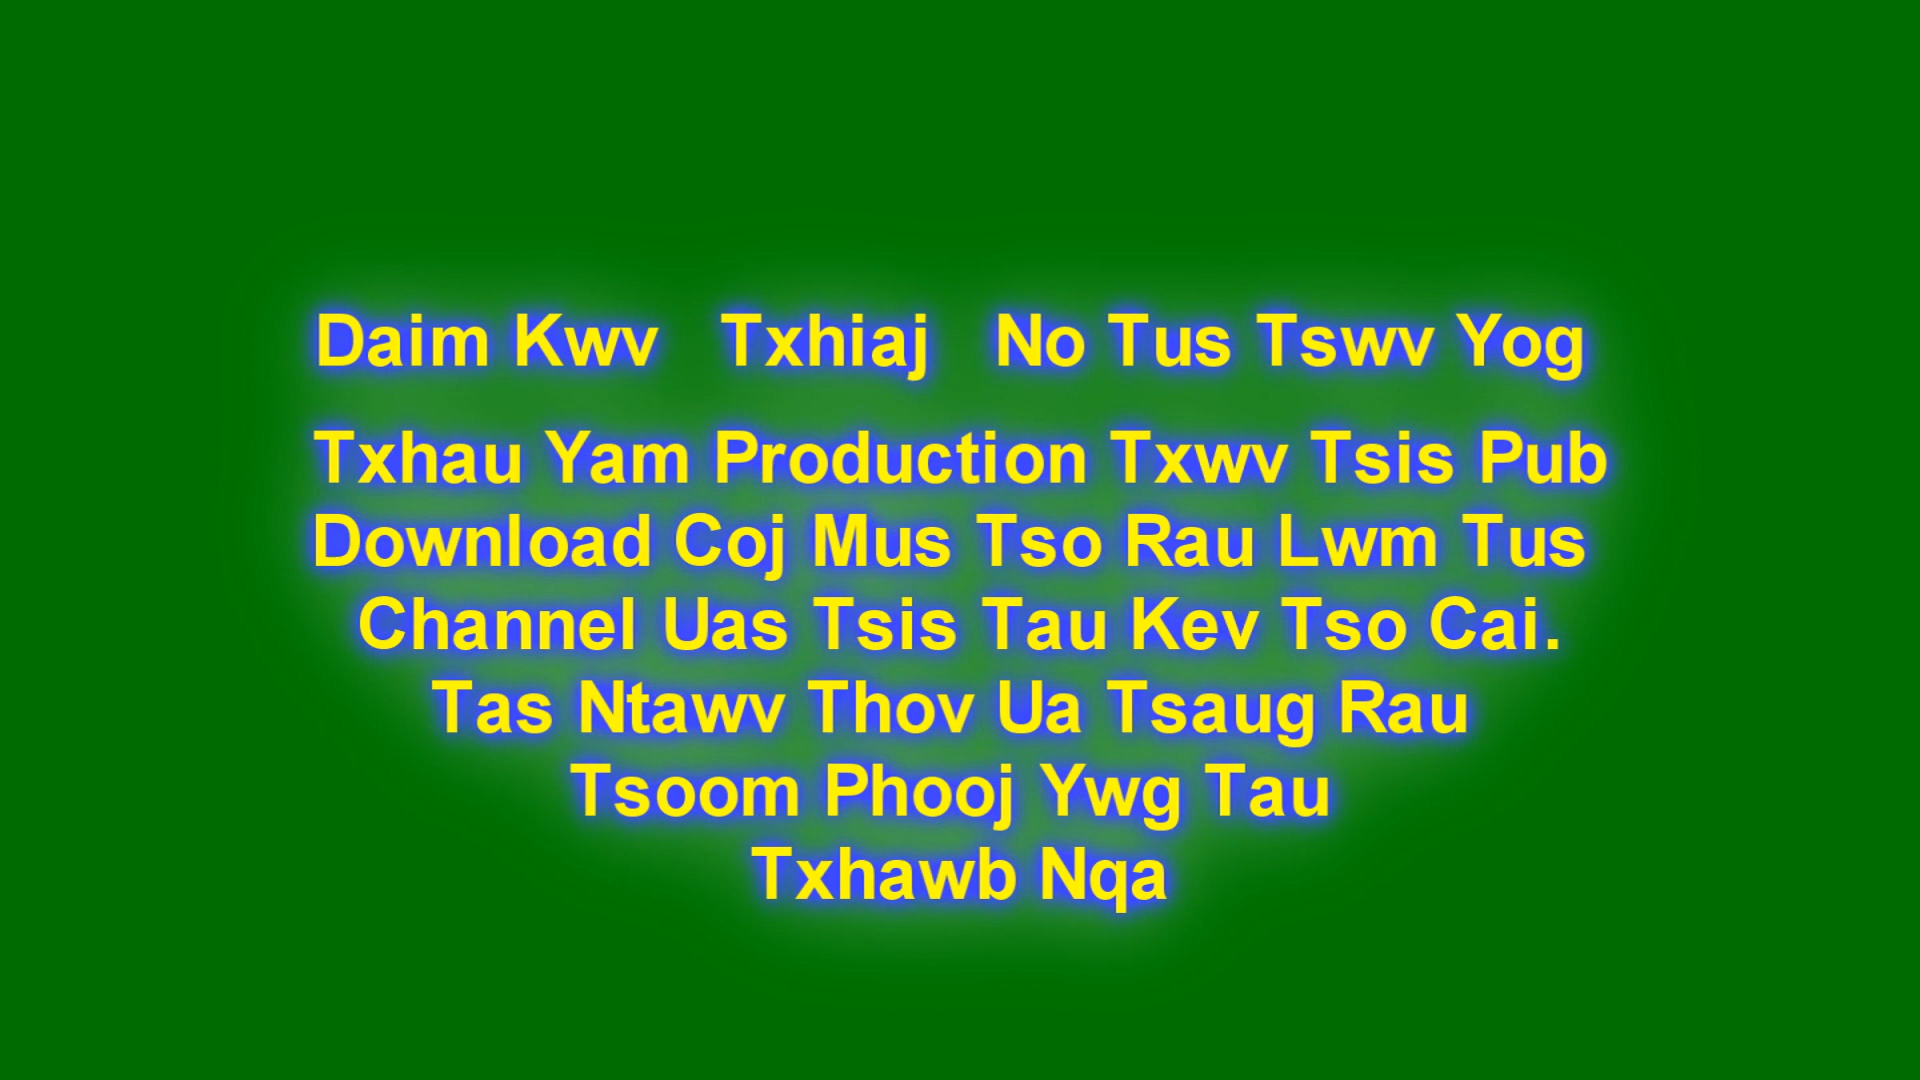 Daim Kwv Txhiaj No Tus Tswv Yog
Txhau Yam Production Txwv Tsis Pub
Download Coj Mus Tso Rau Lwm Tus
Channel Uas Tsis Tau Kev Tso Cai.
Tas Ntawv Thov Ua Tsaug Rau
Tsoom Phooj Ywg Tau
Txhawb Nqa